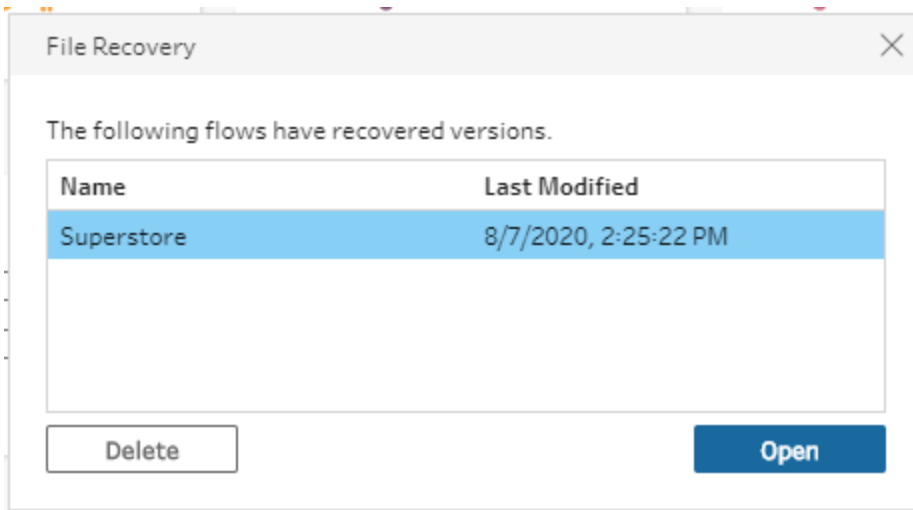 File Recovery
The following flows have recovered versions.
Name Last Modified
Superstore 8/7/2020, 2:25:22 PM
Delete Open